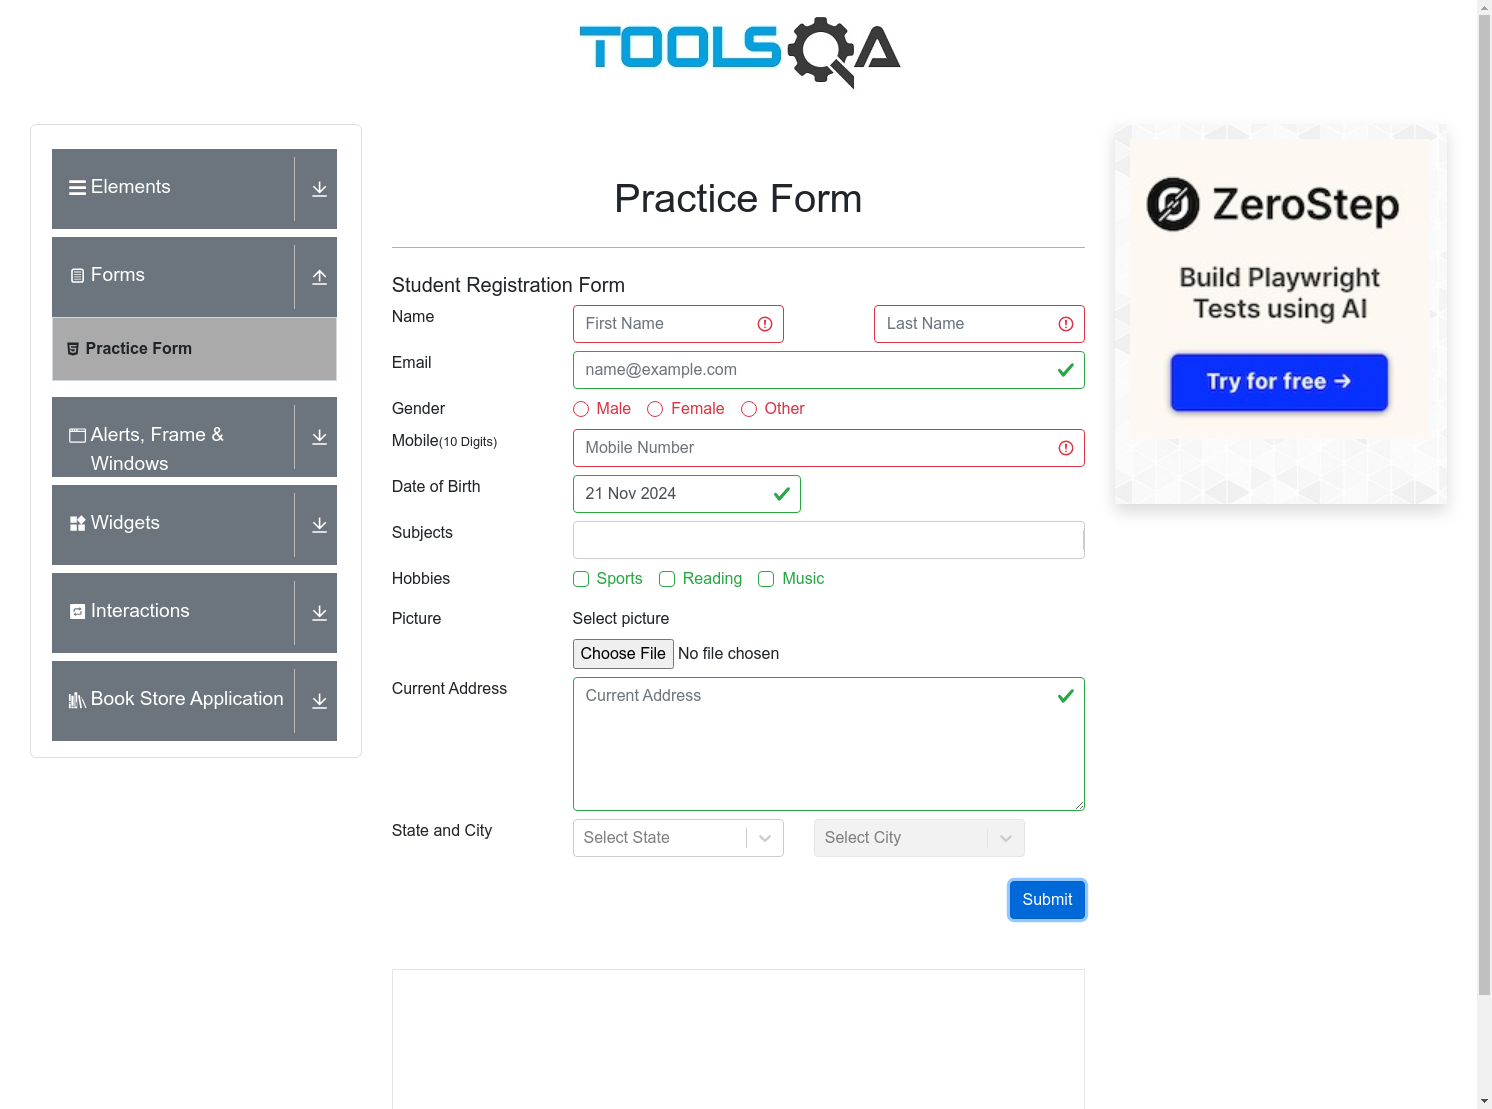 TOOLSQA
Elements
Forms
Practice Form
Alerts, Frame &
Windows
Widgets
Interactions
Book Store Application
Practice Form
Student Registration Form
Name
First Name
Last Name
Email
name@example.com
Gender
Male
Female
Other
Mobile(10 Digits)
Mobile Number
Date of Birth
21 Nov 2024
Subjects
Hobbies
Sports
Reading
Music
Picture
Select picture
Choose File No file chosen
Current Address
Current Address
State and City
Select State
Select City
Submit
ZeroStep
Build Playwright
Tests using AI
Try for free →